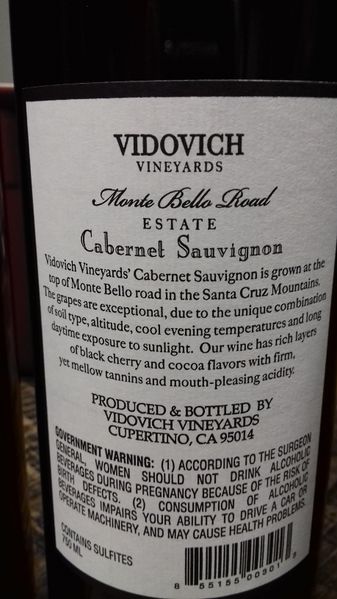 VIDOVICH
VINEYARDS
Monte Bello Road
ESTATE
Cabernet Sauvignon
Vidovich Vineyards' Cabernet Sauvignon is grown at the
top of Monte Bello road in the Santa Cruz Mountains.
The grapes are exceptional, due to the unique combination
of soil type, altitude, cool evening temperatures and long
daytime exposure to sunlight. Our wine has rich layers
of black cherry and cocoa flavors with firm,
yet mellow tannins and mouth-pleasing acidity.
PRODUCED & BOTTLED BY
VIDOVICH VINEYARDS
CUPERTINO, CA 95014
GOVERNMENT WARNING: (1) ACCORDING TO THE SURGEON
GENERAL, WOMEN SHOULD NOT DRINK ALCOHOLIC
BEVERAGES DURING PREGNANCY BECAUSE OF THE RISK OF
BIRTH DEFECTS. (2) CONSUMPTION OF ALCOHOLIC
BEVERAGES IMPAIRS YOUR ABILITY TO DRIVE A CAR OR
OPERATE MACHINERY, AND MAY CAUSE HEALTH PROBLEMS.
CONTAINS SULFITES
750 ML
8 55155 00301 3